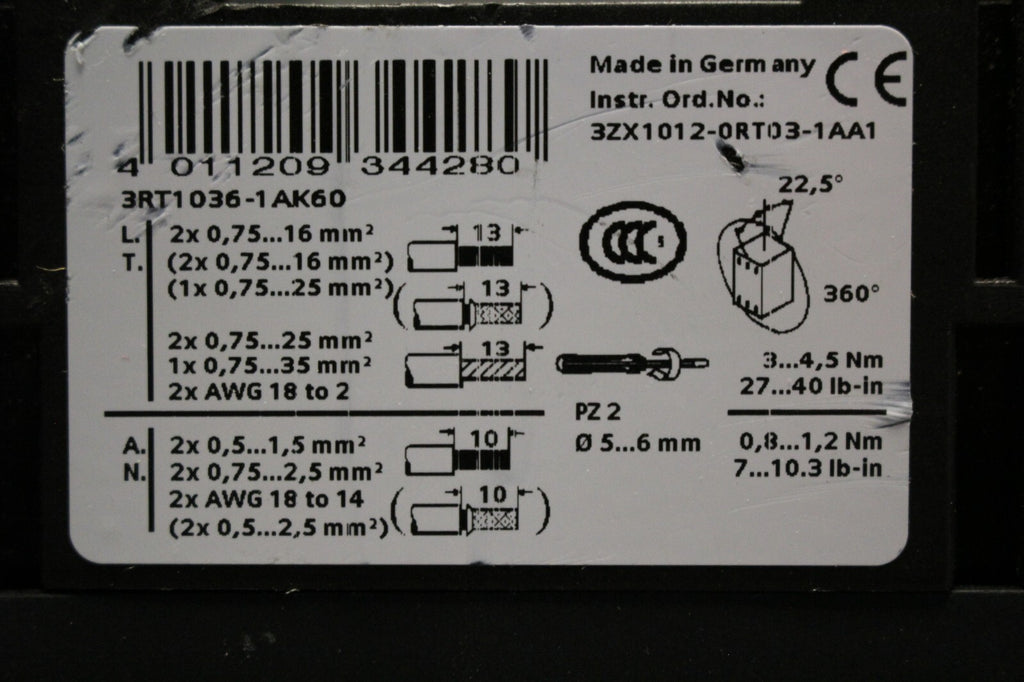 4 011209 344280
3RT1036-1AK60
Made in Germany
CE
Instr. Ord.No.:
3ZX1012-0RT03-1AA1
22,5°
CCC S
360°
L.
T.
2x 0,75...16 mm²
(2x 0,75...16 mm²)
(1x 0,75...25 mm²)
13
13
2x 0,75...25 mm²
1x 0,75...35 mm²
2x AWG 18 to 2
13
3...4,5 Nm
27...40 lb-in
PZ 2
Ø 5...6 mm
0,8...1,2 Nm
7...10.3 lb-in
A.
N.
2x 0,5...1,5 mm²
2x 0,75...2,5 mm²
2x AWG 18 to 14
(2x 0,5...2,5 mm²)
10
10